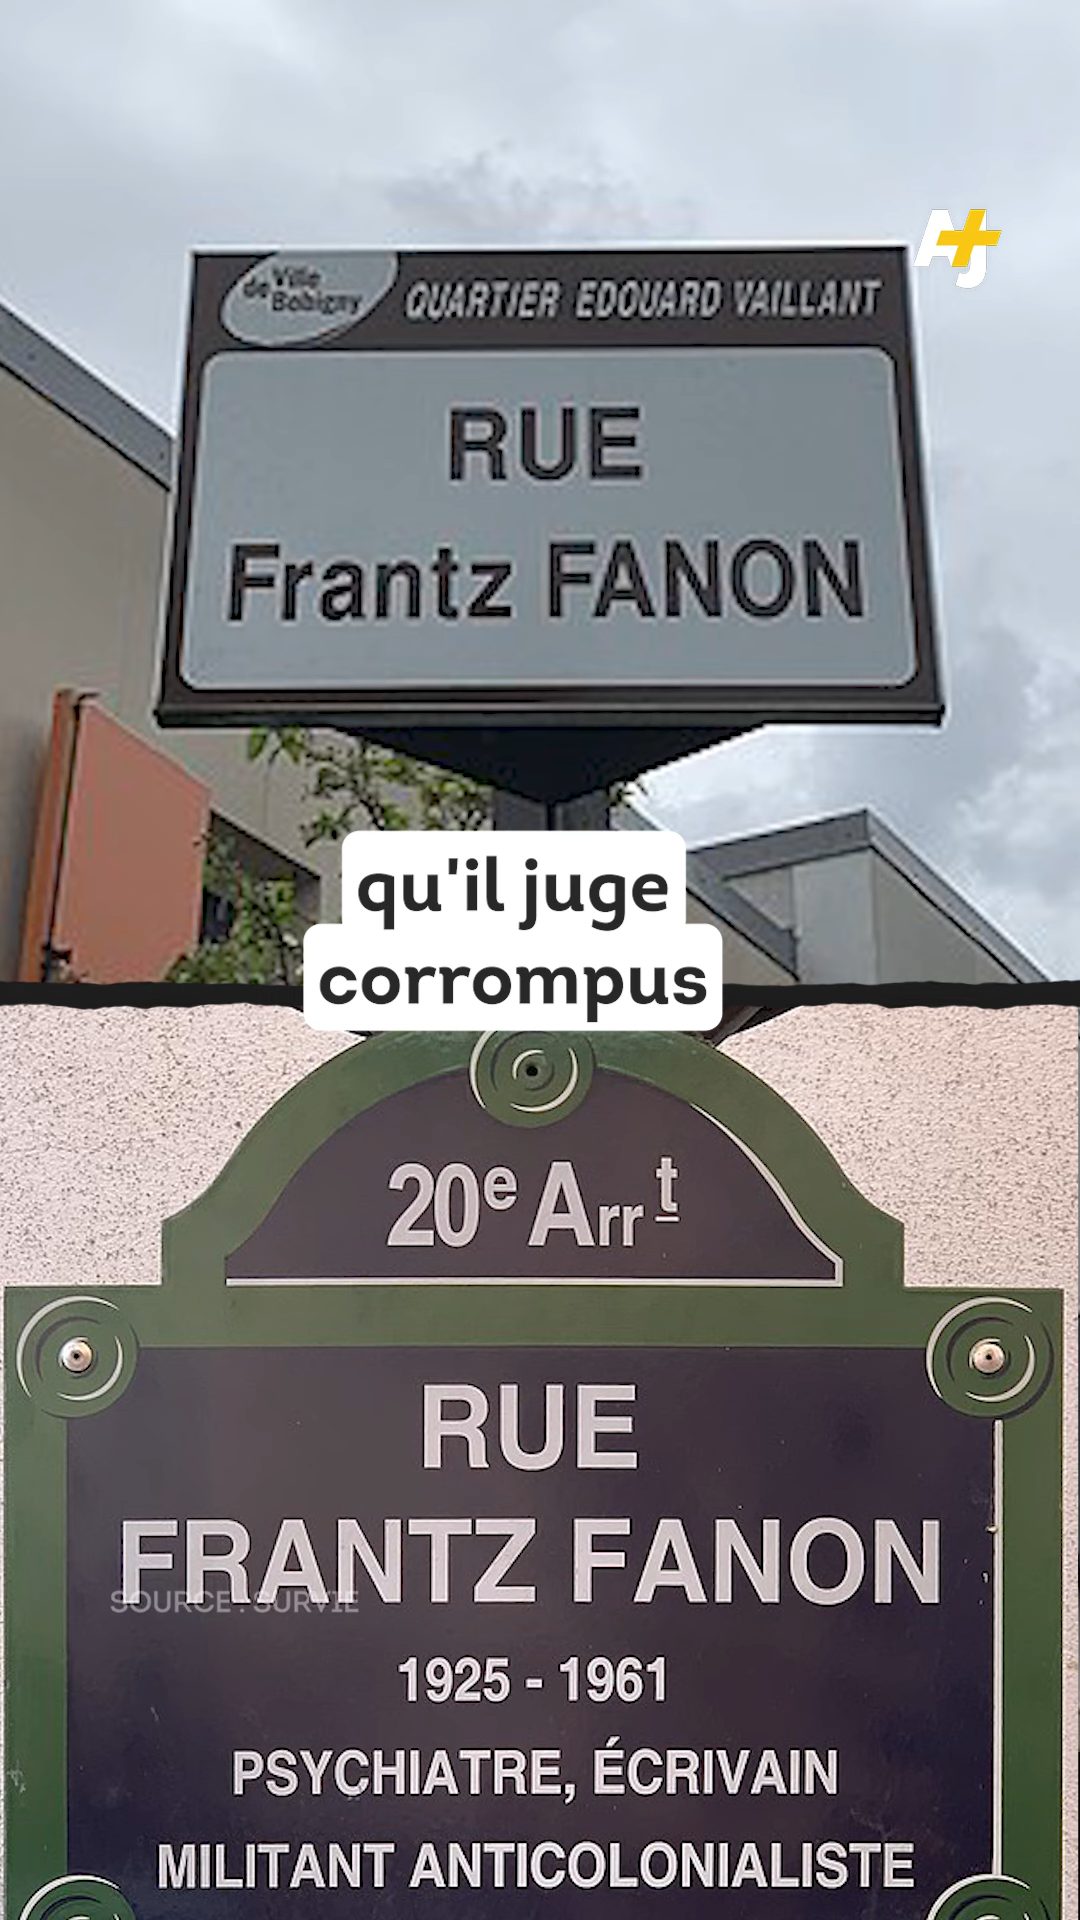 AJ+
de Ville
Bobigny
QUARTIER EDOUARD VAILLANT
RUE
Frantz FANON
qu'il juge
corrompus
20e Arrt
RUE
FRANTZ FANON
SOURCE : SURVIE
1925 - 1961
PSYCHIATRE, ÉCRIVAIN
MILITANT ANTICOLONIALISTE